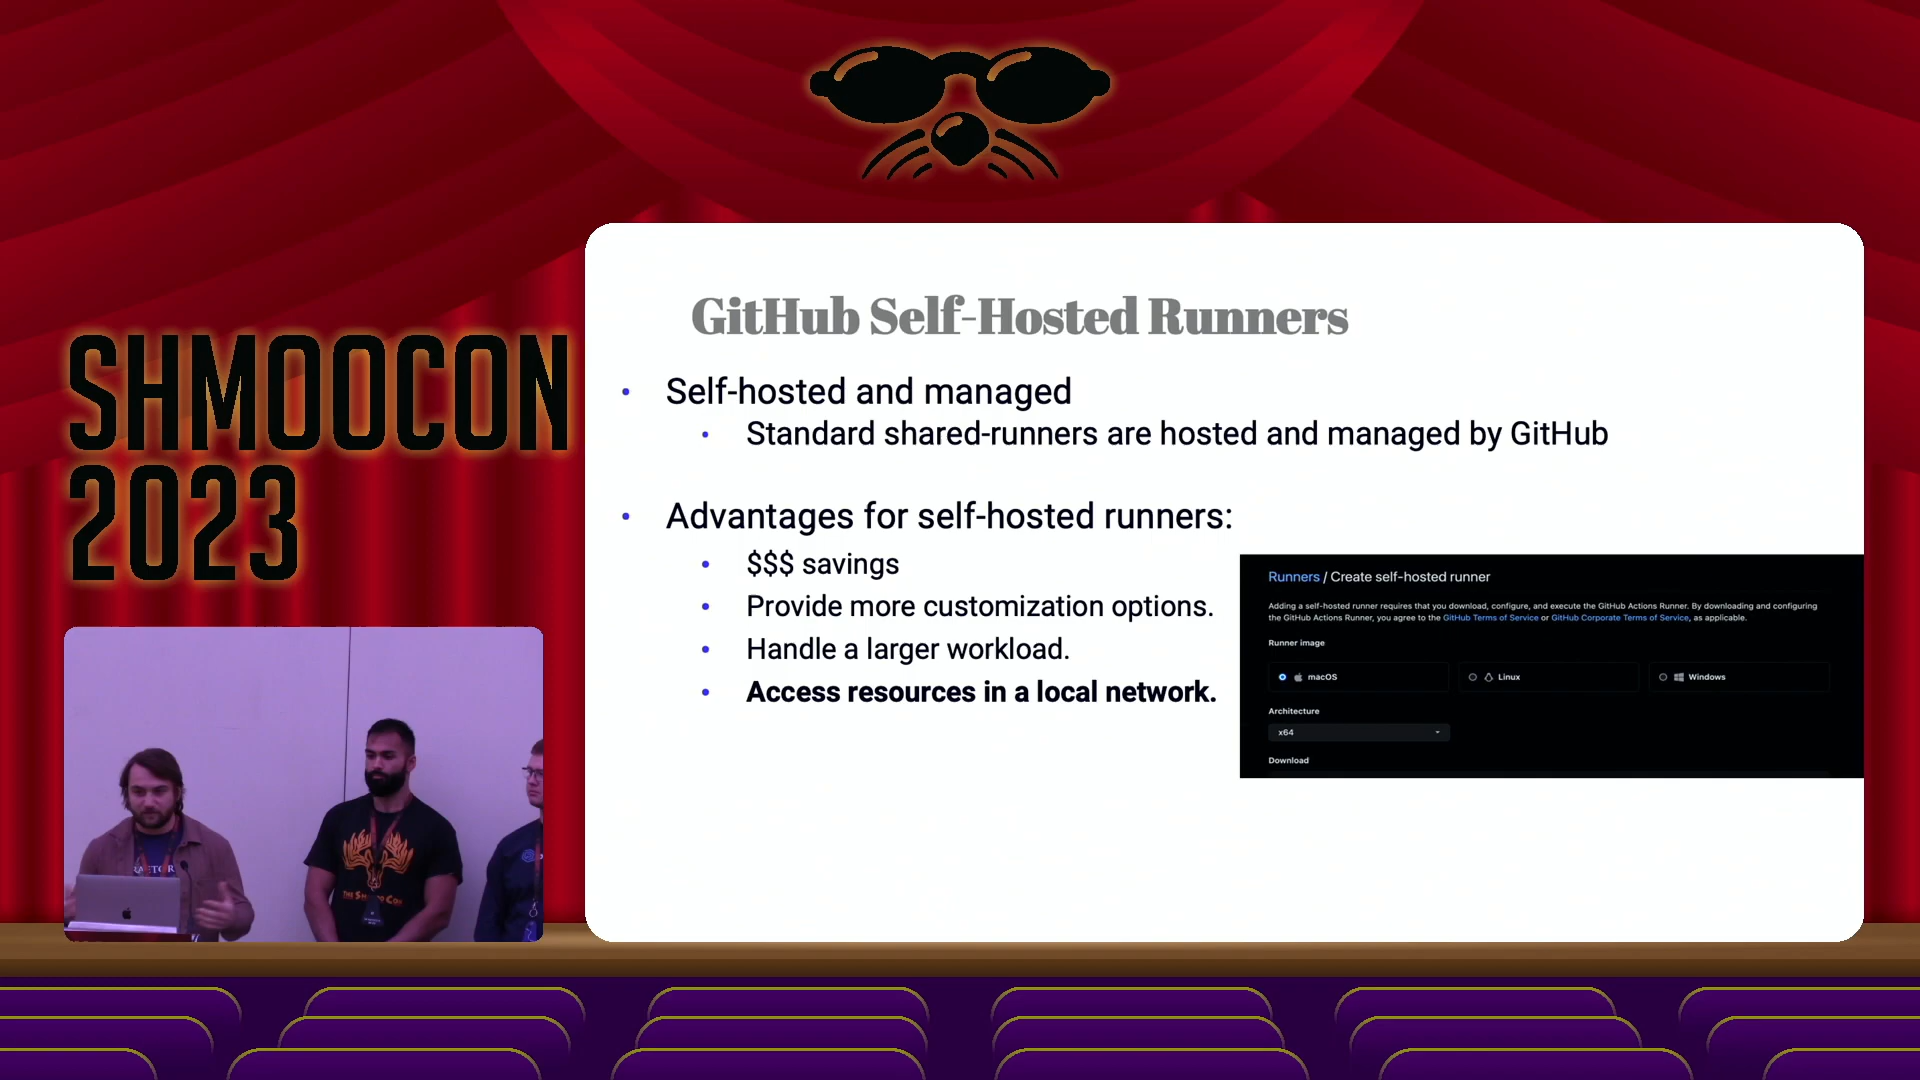 SHMOOCON
2023
GitHub Self-Hosted Runners
• Self-hosted and managed
• Standard shared-runners are hosted and managed by GitHub
• Advantages for self-hosted runners:
• $$$ savings
• Provide more customization options.
• Handle a larger workload.
• Access resources in a local network.
Runners / Create self-hosted runner
Adding a self-hosted runner requires that you download, configure, and execute the GitHub Actions Runner. By downloading and configuring
the GitHub Actions Runner, you agree to the GitHub Terms of Service or GitHub Corporate Terms of Service, as applicable.
Runner image
macOS
Linux
Windows
Architecture
x64
Download